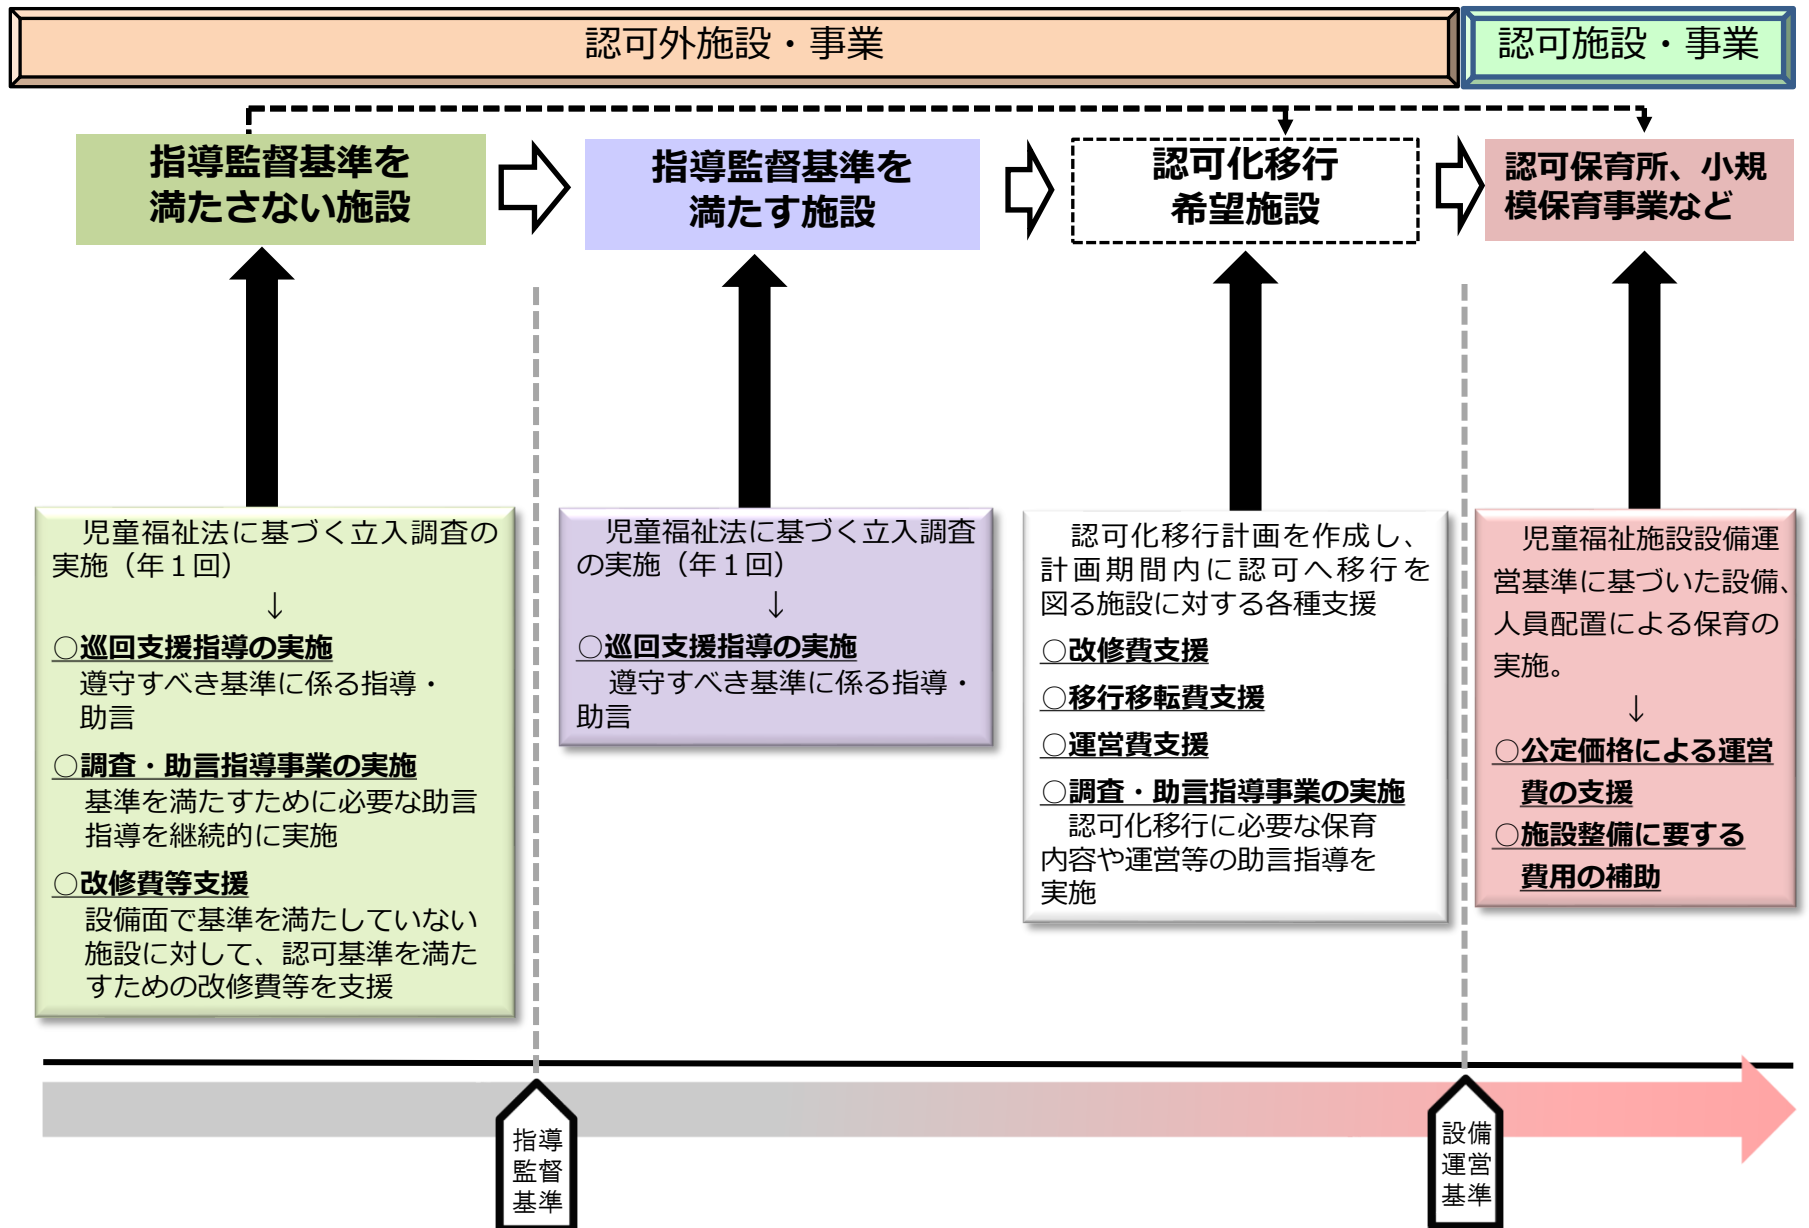 認可外施設・事業
認可施設・事業
指導監督基準を
満たさない施設
指導監督基準を
満たす施設
認可化移行
希望施設
認可保育所、小規
模保育事業など
児童福祉法に基づく立入調査の
実施（年１回）
↓
○巡回支援指導の実施
遵守すべき基準に係る指導・
助言
○調査・助言指導事業の実施
基準を満たすために必要な助言
指導を継続的に実施
○改修費等支援
設備面で基準を満たしていない
施設に対して、認可基準を満た
すための改修費等を支援
児童福祉法に基づく立入調査
の実施（年１回）
↓
○巡回支援指導の実施
遵守すべき基準に係る指導・
助言
認可化移行計画を作成し、
計画期間内に認可へ移行を
図る施設に対する各種支援
○改修費支援
○移行移転費支援
○運営費支援
○調査・助言指導事業の実施
認可化移行に必要な保育
内容や運営等の助言指導を
実施
児童福祉施設設備運
営基準に基づいた設備、
人員配置による保育の
実施。
↓
○公定価格による運営
費の支援
○施設整備に要する
費用の補助
指導
監督
基準
設備
運営
基準